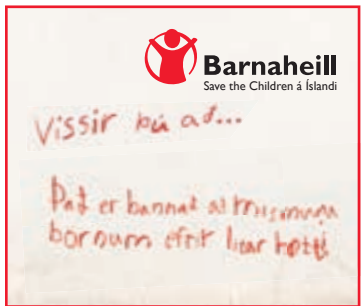 Barnaheill
Save the Children á Íslandi
Vissir þú að...
Það er bannað að mismuna
börnum eftir litarhætti